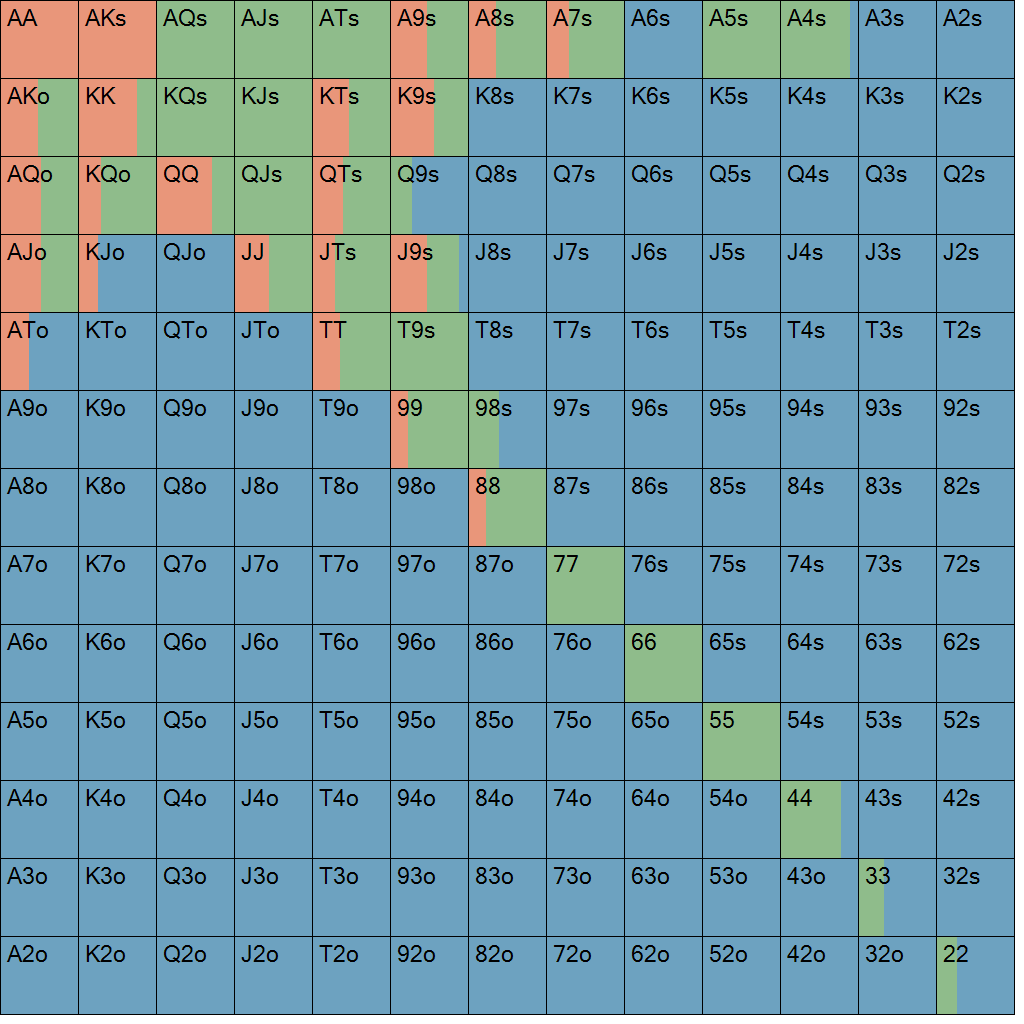 AA AKs AQs AJs ATs A9s A8s A7s A6s A5s A4s A3s A2s
AKo KK KQs KJs KTs K9s K8s K7s K6s K5s K4s K3s K2s
AQo KQo QQ QJs QTs Q9s Q8s Q7s Q6s Q5s Q4s Q3s Q2s
AJo KJo QJo JJ JTs J9s J8s J7s J6s J5s J4s J3s J2s
ATo KTo QTo JTo TT T9s T8s T7s T6s T5s T4s T3s T2s
A9o K9o Q9o J9o T9o 99 98s 97s 96s 95s 94s 93s 92s
A8o K8o Q8o J8o T8o 98o 88 87s 86s 85s 84s 83s 82s
A7o K7o Q7o J7o T7o 97o 87o 77 76s 75s 74s 73s 72s
A6o K6o Q6o J6o T6o 96o 86o 76o 66 65s 64s 63s 62s
A5o K5o Q5o J5o T5o 95o 85o 75o 65o 55 54s 53s 52s
A4o K4o Q4o J4o T4o 94o 84o 74o 64o 54o 44 43s 42s
A3o K3o Q3o J3o T3o 93o 83o 73o 63o 53o 43o 33 32s
A2o K2o Q2o J2o T2o 92o 82o 72o 62o 52o 42o 32o 22